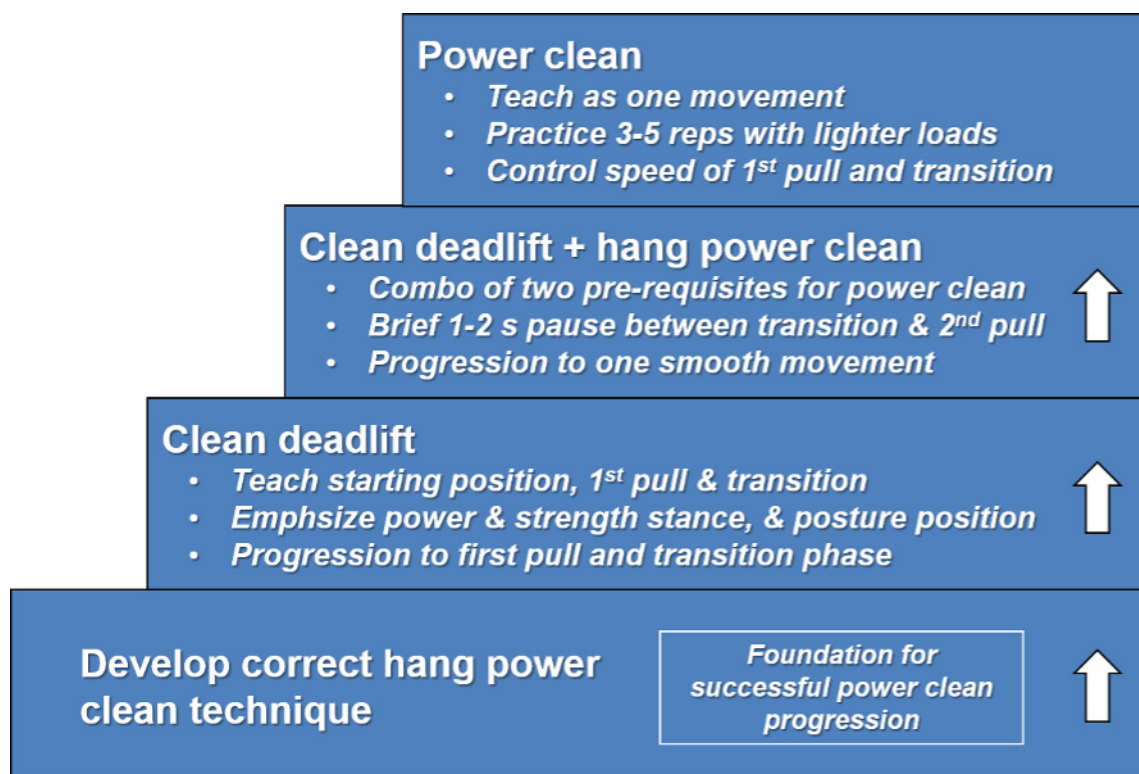 Power clean
• Teach as one movement
• Practice 3-5 reps with lighter loads
• Control speed of 1st pull and transition
Clean deadlift + hang power clean
• Combo of two pre-requisites for power clean
• Brief 1-2 s pause between transition & 2nd pull
• Progression to one smooth movement
Clean deadlift
• Teach starting position, 1st pull & transition
• Emphsize power & strength stance, & posture position
• Progression to first pull and transition phase
Develop correct hang power
clean technique
Foundation for
successful power clean
progression